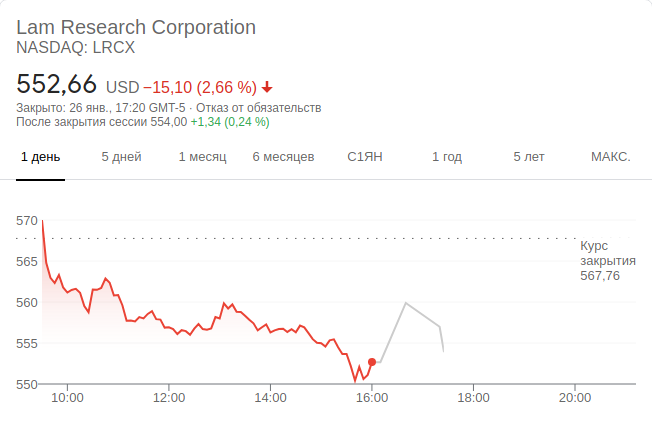 Lam Research Corporation
NASDAQ: LRCX
552,66 USD −15,10 (2,66 %)
Закрыто: 26 янв., 17:20 GMT-5 · Отказ от обязательств
После закрытия сессии 554,00 +1,34 (0,24 %)
1 день 5 дней 1 месяц 6 месяцев С1ЯН 1 год 5 лет МАКС.
570
Курс
закрытия
567,76
565
560
555
550
10:00 12:00 14:00 16:00 18:00 20:00